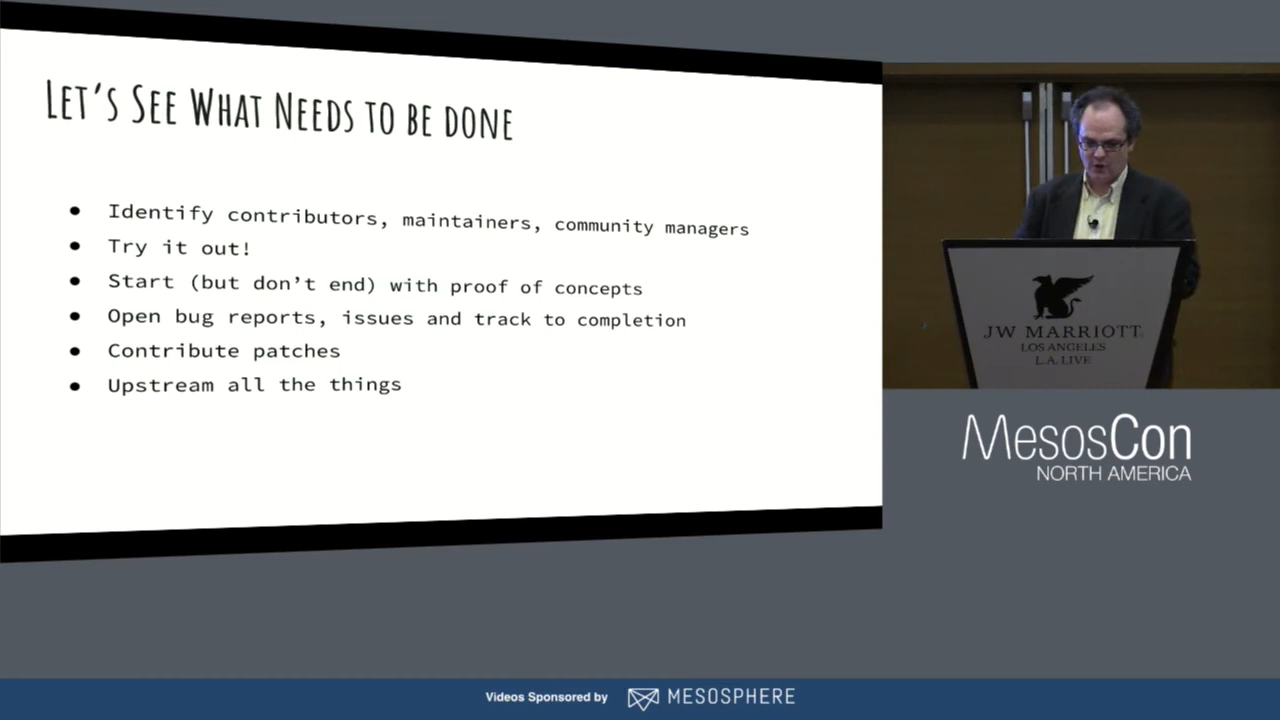 LET'S SEE WHAT NEEDS TO BE DONE
● Identify contributors, maintainers, community managers
● Try it out!
● Start (but don't end) with proof of concepts
● Open bug reports, issues and track to completion
● Contribute patches
● Upstream all the things
JW MARRIOTT
LOS ANGELES
L.A. LIVE
MesosCon
NORTH AMERICA
Videos Sponsored by MESOSPHERE